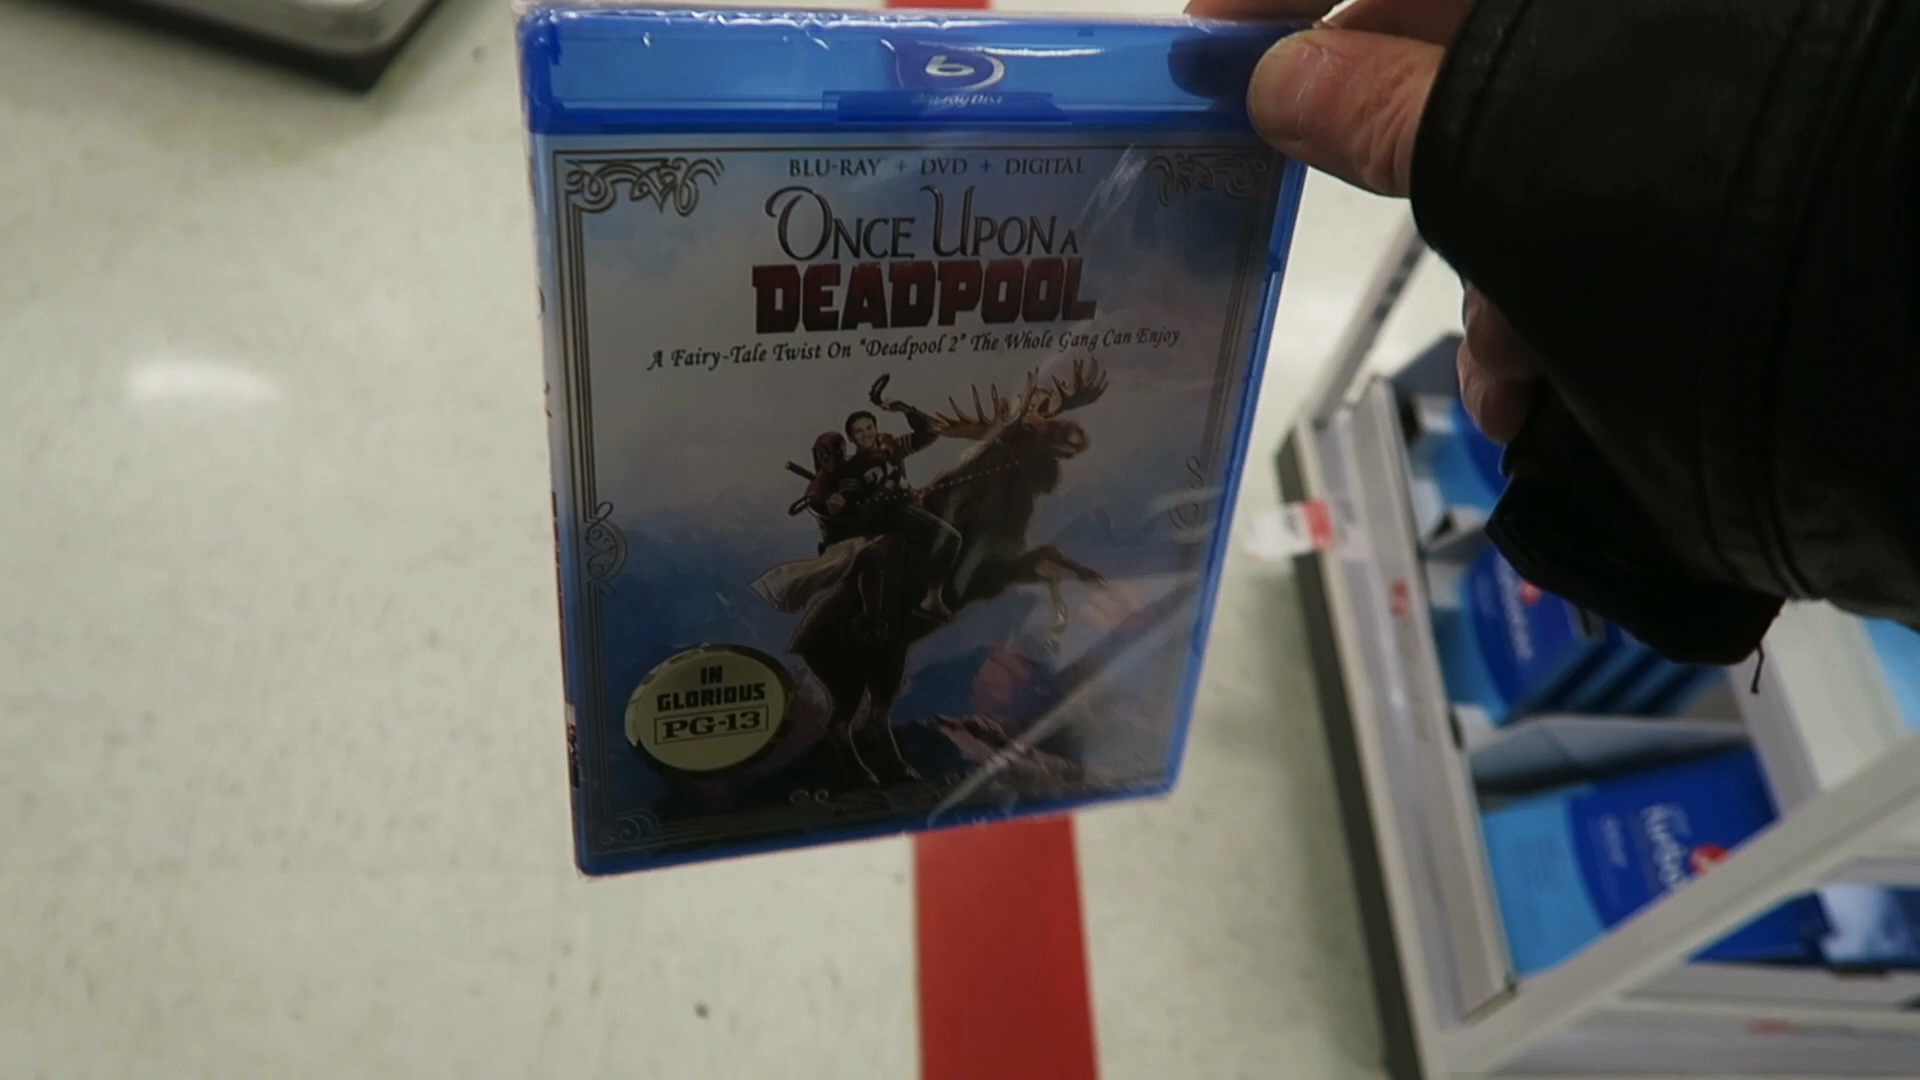 Blu-ray Disc
BLU-RAY + DVD + DIGITAL
ONCE UPON A
DEADPOOL
A Fairy-Tale Twist On "Deadpool 2" The Whole Gang Can Enjoy
IN
GLORIOUS
PG-13